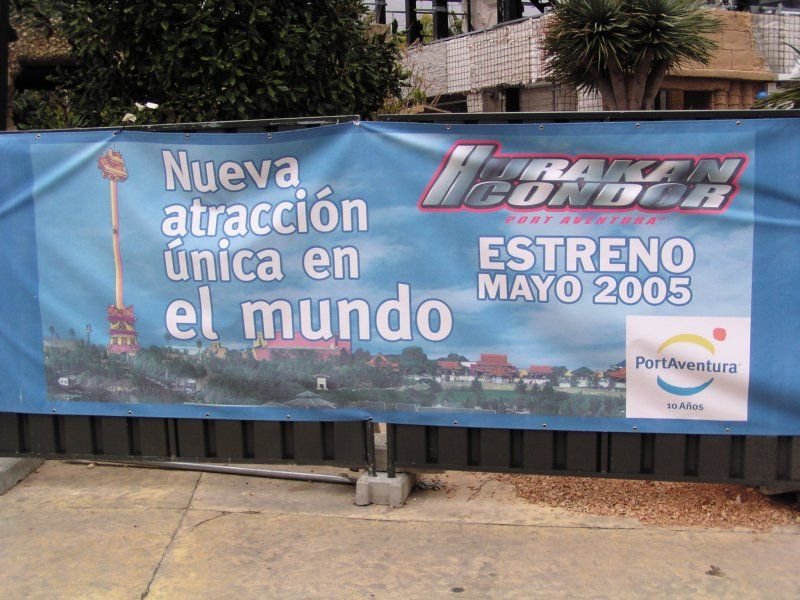 Nueva
atracción
única en
el mundo
HURAKAN
CONDOR
PORT AVENTURA
ESTRENO
MAYO 2005
PortAventura
10 Años